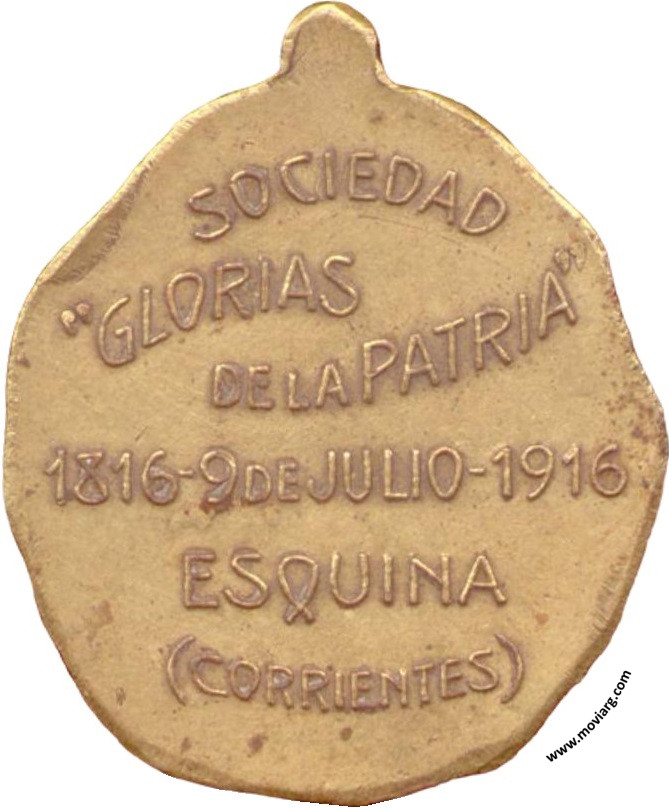 SOCIEDAD
"GLORIAS
DE LA PATRIA"
1816-9 DE JULIO-1916
ESQUINA
(CORRIENTES)
www.moviarg.com